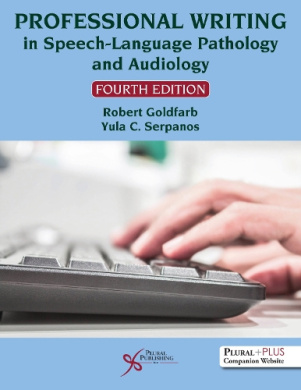 PROFESSIONAL WRITING
in Speech-Language Pathology
and Audiology
FOURTH EDITION
Robert Goldfarb
Yula C. Serpanos
PLURAL
PUBLISHING
PLURAL+PLUS
Companion Website